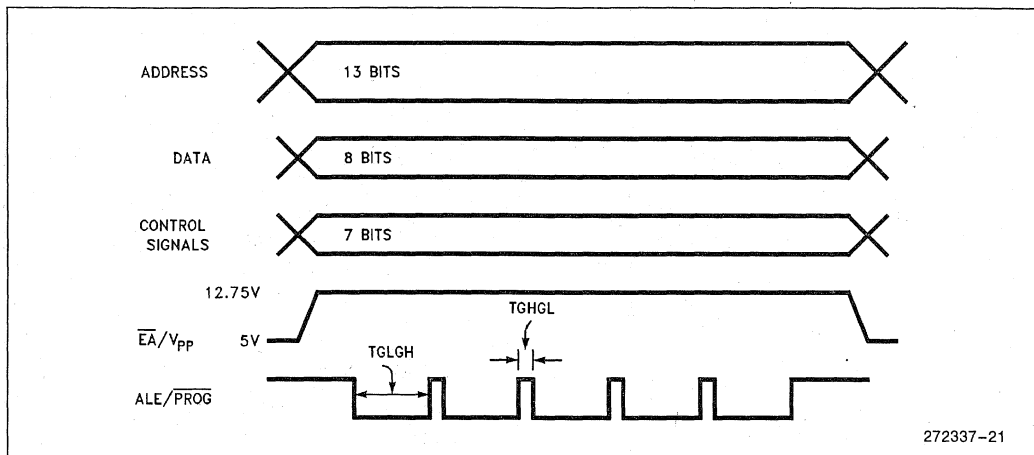 ADDRESS
13 BITS
DATA
8 BITS
CONTROL
SIGNALS
7 BITS
12.75V
TGHGL
EA/VPP
5V
TGLGH
ALE/PROG
272337-21